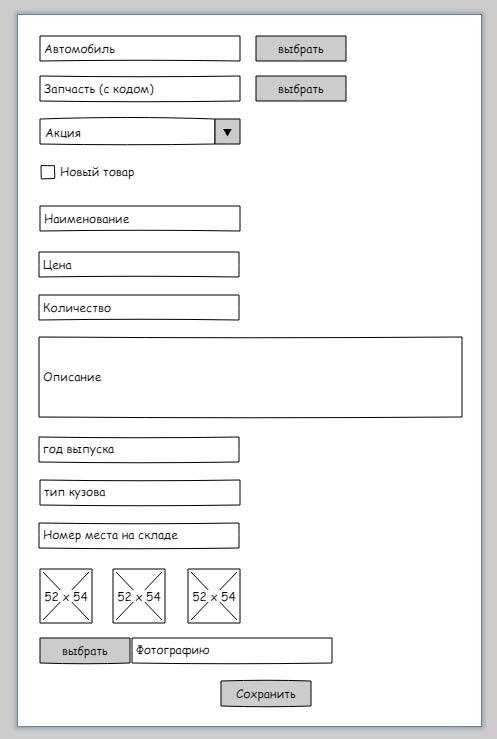 Автомобиль выбрать
Запчасть (с кодом) выбрать
Акция
Новый товар
Наименование
Цена
Количество
Описание
год выпуска
тип кузова
Номер места на складе
52 x 54 52 x 54 52 x 54
выбрать Фотографию
Сохранить